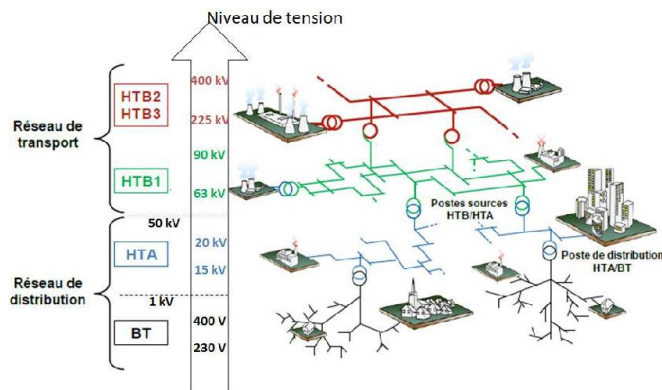 Niveau de tension
400 kV
HTB2
HTB3
225 kV
Réseau de
transport
90 kV
HTB1
63 kV
Postes sources
HTB/HTA
50 kV
HTA
20 kV
15 kV
Poste de distribution
HTA/BT
Réseau de
distribution
1 kV
400 V
BT
230 V